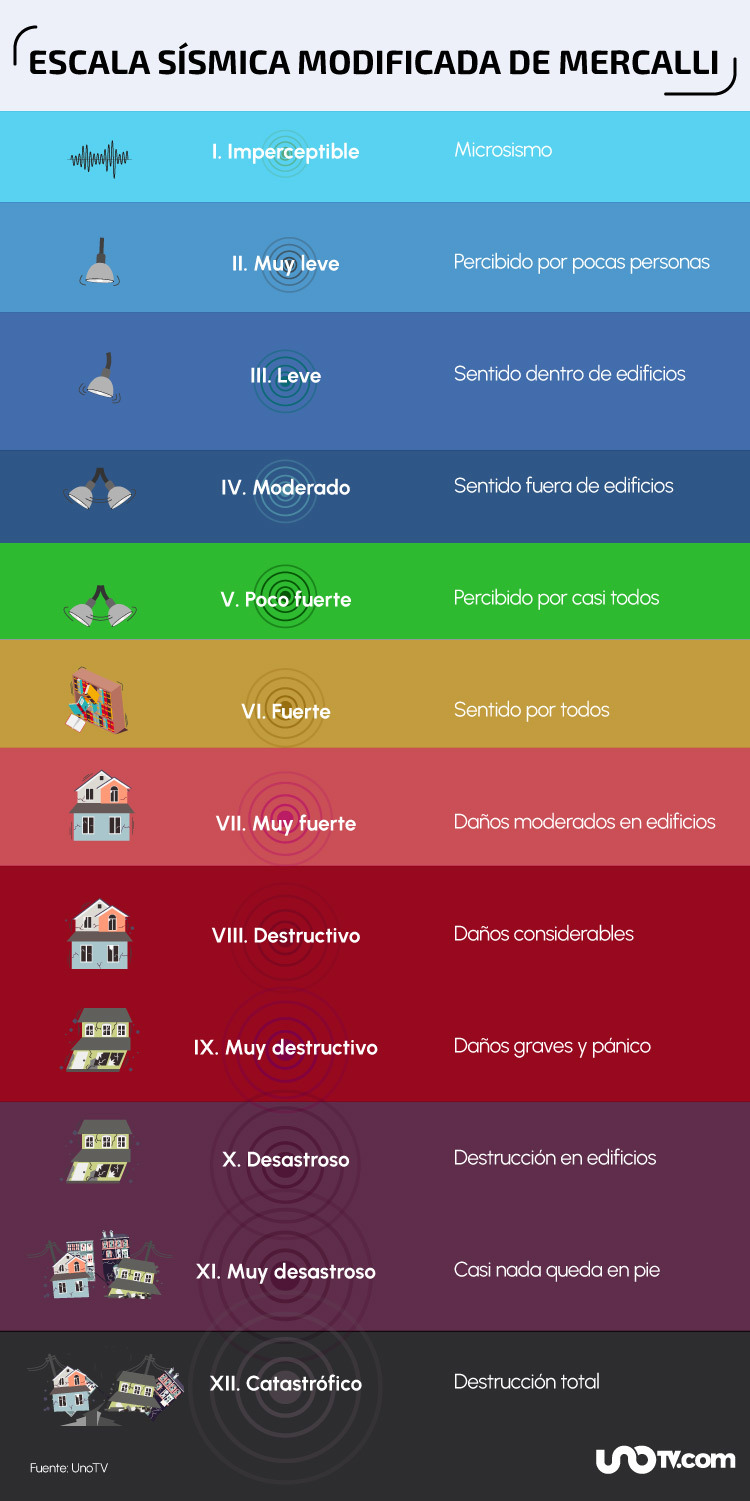 ESCALA SÍSMICA MODIFICADA DE MERCALLI
I. Imperceptible
Microsismo
II. Muy leve
Percibido por pocas personas
III. Leve
Sentido dentro de edificios
IV. Moderado
Sentido fuera de edificios
V. Poco fuerte
Percibido por casi todos
VI. Fuerte
Sentido por todos
VII. Muy fuerte
Daños moderados en edificios
VIII. Destructivo
Daños considerables
IX. Muy destructivo
Daños graves y pánico
X. Desastroso
Destrucción en edificios
XI. Muy desastroso
Casi nada queda en pie
XII. Catastrófico
Destrucción total
Fuente: UnoTV
UNOTV.com